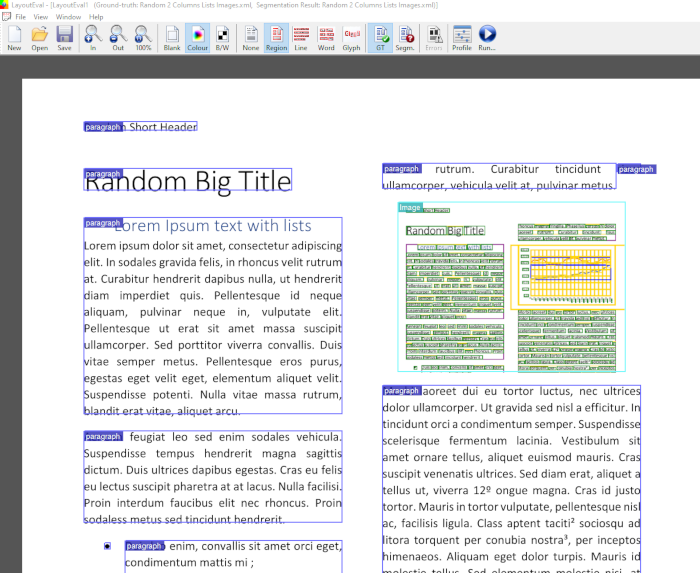 LayoutEval - [LayoutEval1 (Ground-truth: Random 2 Columns Lists Images.xml, Segmentation Result: Random 2 Columns Lists Images.xml)]
File View Window Help
New Open Save In Out 100% Blank Colour B/W None Region Line Word Glyph GT Segm. Errors Profile Run...
paragraph Short Header
paragraph
Random Big Title
paragraph
Lorem Ipsum text with lists
Lorem ipsum dolor sit amet, consectetur adipiscing
elit. In sodales gravida felis, in rhoncus velit rutrum
at. Curabitur hendrerit dapibus nulla, ut hendrerit
diam imperdiet quis. Pellentesque id neque
aliquam, pulvinar neque in, vulputate elit.
Pellentesque ut erat sit amet massa suscipit
ullamcorper. Sed porttitor viverra convallis. Duis
vitae semper metus. Pellentesque eros purus,
egestas eget velit eget, elementum aliquet velit.
Suspendisse potenti. Nulla vitae massa rutrum,
blandit erat vitae, aliquet arcu.
paragraph feugiat leo sed enim sodales vehicula.
Suspendisse tempus hendrerit magna sagittis
dictum. Duis ultrices dapibus egestas. Cras eu felis
eu lectus suscipit pharetra at at lacus. Nulla facilisi.
Proin interdum faucibus elit nec rhoncus. Proin
sodales metus sed tincidunt hendrerit.
paragraph enim, convallis sit amet orci eget,
condimentum mattis mi ;
paragraph rutrum. Curabitur tincidunt paragraph
ullamcorper, vehicula velit at, pulvinar metus.
Image
Random Big Title
paragraph aoreet dui eu tortor luctus, nec ultrices
dolor ullamcorper. Ut gravida sed nisl a efficitur. In
tincidunt orci a condimentum semper. Suspendisse
scelerisque fermentum lacinia. Vestibulum sit
amet ornare tellus, aliquet euismod mauris. Cras
suscipit venenatis ultrices. Sed diam erat, aliquet a
tellus ut, viverra 12º ongue magna. Cras id justo
tortor. Mauris in tortor vulputate, pellentesque nisl
ac, facilisis ligula. Class aptent taciti² sociosqu ad
litora torquent per conubia nostra³, per inceptos
himenaeos. Aliquam eget dolor turpis. Mauris id
molestie tellus. Sed elementum molestie nisi, at